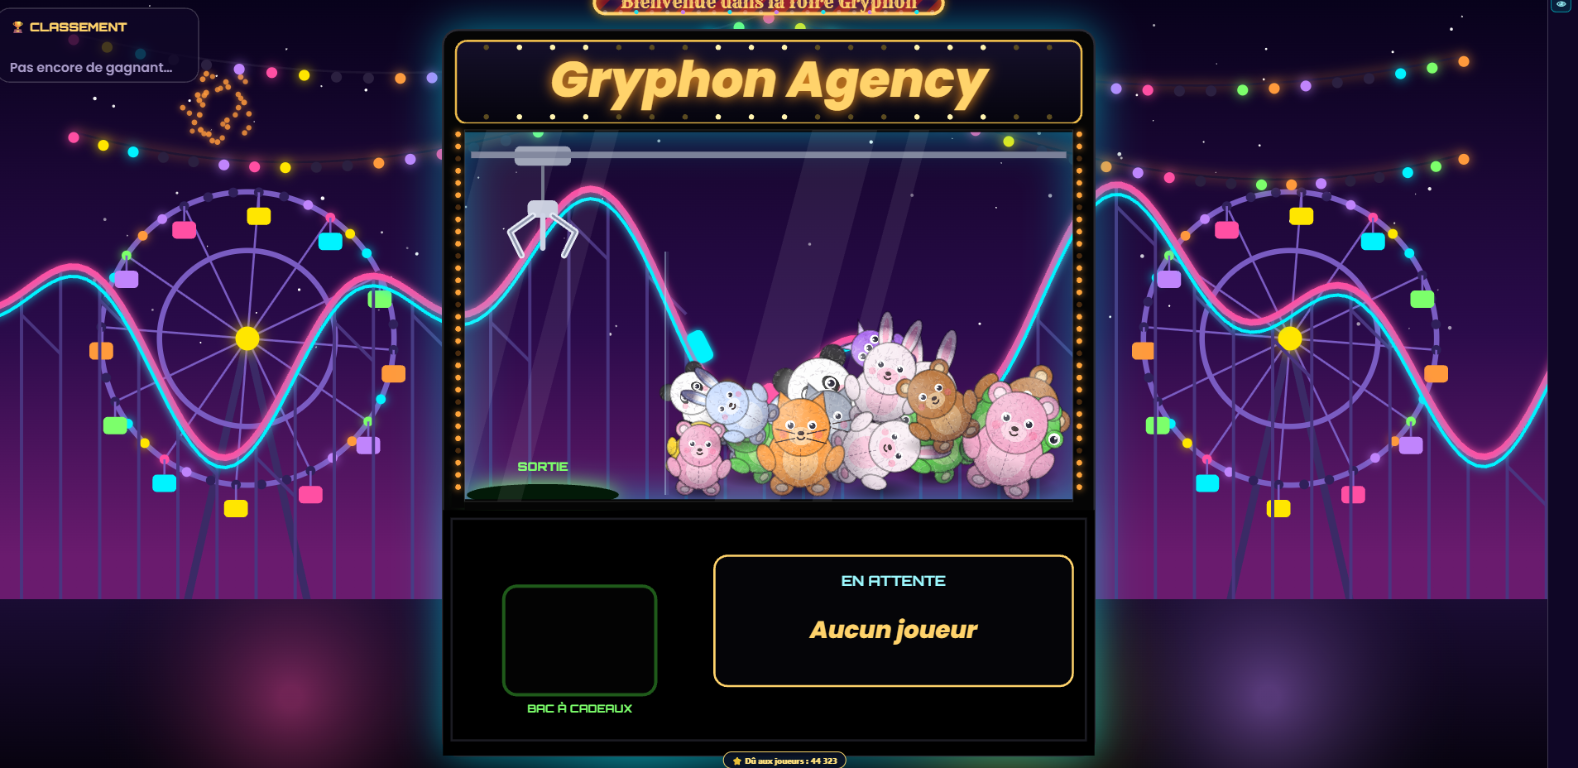 Bienvenue dans la foire Gryphon
🏆 CLASSEMENT
Pas encore de gagnant...
Gryphon Agency
SORTIE
EN ATTENTE
Aucun joueur
BAC À CADEAUX
⭐ Dû aux joueurs : 44 323